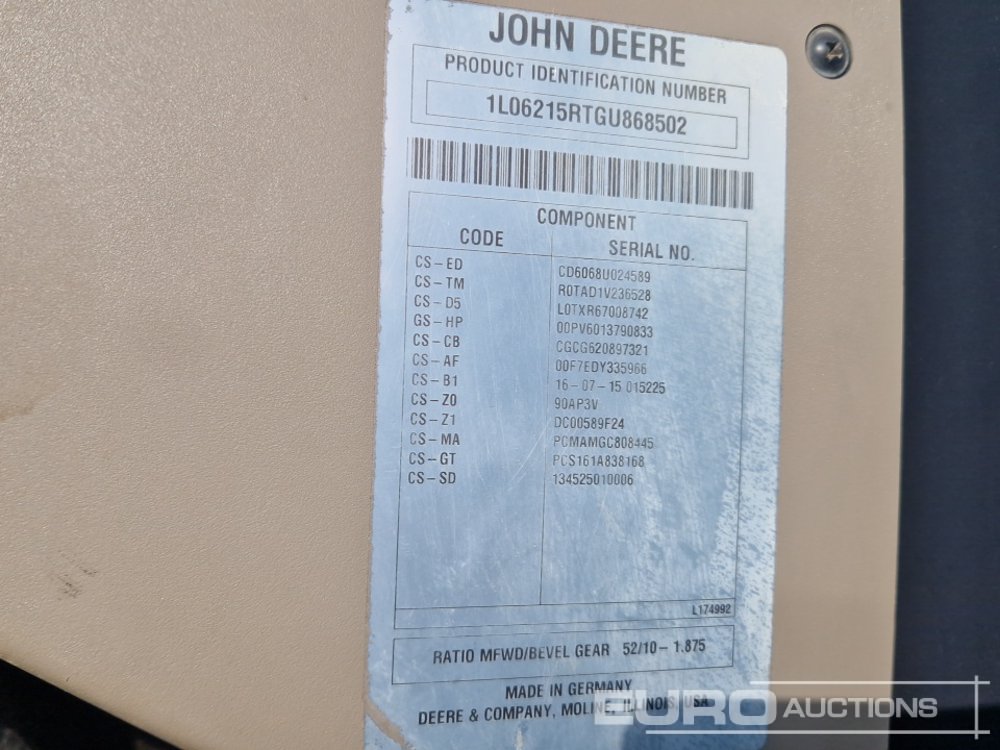 JOHN DEERE
PRODUCT IDENTIFICATION NUMBER
1L06215RTGU868502
COMPONENT
CODE SERIAL NO.
CS-ED CD6068U024589
CS-TM R0TAD1V236528
CS-D5 L0TXR67008742
GS-HP 00PV6013790833
CS-CB CGCG620897321
CS-AF 00F7EDY335966
CS-B1 16-07-15 015225
CS-Z0 90AP3V
CS-Z1 DC00589F24
CS-MA PCMAMGC808445
CS-GT PCS161A838168
CS-SD 134525010006
L174992
RATIO MFWD/BEVEL GEAR 52/10-1.875
MADE IN GERMANY
DEERE & COMPANY, MOLINE, ILLINOIS, USA
EURO AUCTIONS